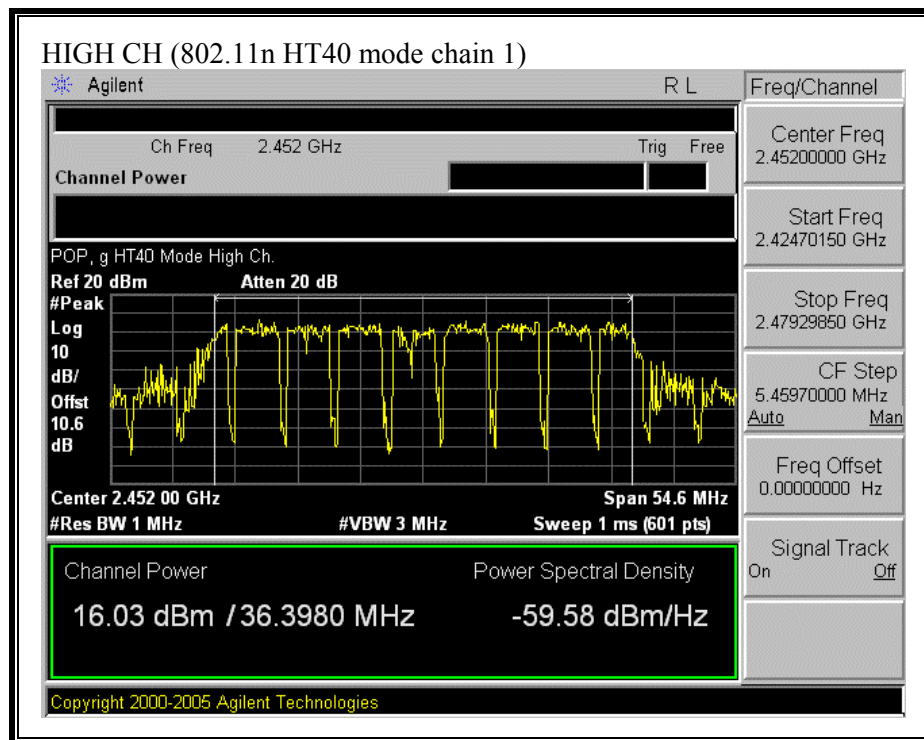 HIGH CH (802.11n HT40 mode chain 1)
Agilent R L Freq/Channel
Ch Freq 2.452 GHz Trig Free
Channel Power
Center Freq
2.45200000 GHz
Start Freq
2.42470150 GHz
POP, g HT40 Mode High Ch.
Ref 20 dBm Atten 20 dB
#Peak
Log
10
dB/
Offst
10.6
dB
Stop Freq
2.47929850 GHz
CF Step
5.45970000 MHz
Auto Man
Center 2.452 00 GHz Span 54.6 MHz
#Res BW 1 MHz #VBW 3 MHz Sweep 1 ms (601 pts)
Freq Offset
0.00000000 Hz
Channel Power Power Spectral Density
16.03 dBm / 36.3980 MHz -59.58 dBm/Hz
Signal Track
On Off
Copyright 2000-2005 Agilent Technologies